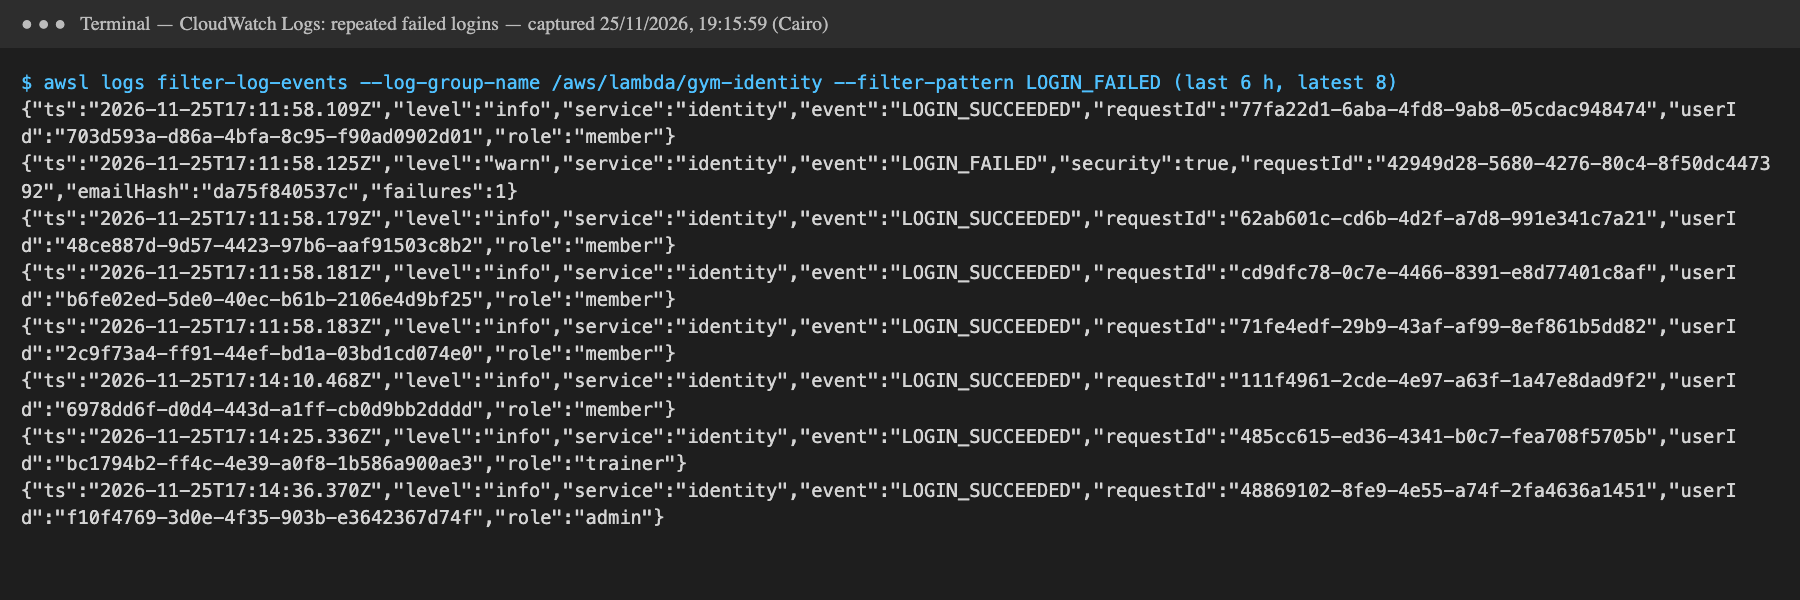 Terminal — CloudWatch Logs: repeated failed logins — captured 25/11/2026, 19:15:59 (Cairo)
$ awsl logs filter-log-events --log-group-name /aws/lambda/gym-identity --filter-pattern LOGIN_FAILED (last 6 h, latest 8)
{"ts":"2026-11-25T17:11:58.109Z","level":"info","service":"identity","event":"LOGIN_SUCCEEDED","requestId":"77fa22d1-6aba-4fd8-9ab8-05cdac948474","userI
d":"703d593a-d86a-4bfa-8c95-f90ad0902d01","role":"member"}
{"ts":"2026-11-25T17:11:58.125Z","level":"warn","service":"identity","event":"LOGIN_FAILED","security":true,"requestId":"42949d28-5680-4276-80c4-8f50dc4473
92","emailHash":"da75f840537c","failures":1}
{"ts":"2026-11-25T17:11:58.179Z","level":"info","service":"identity","event":"LOGIN_SUCCEEDED","requestId":"62ab601c-cd6b-4d2f-a7d8-991e341c7a21","userI
d":"48ce887d-9d57-4423-97b6-aaf91503c8b2","role":"member"}
{"ts":"2026-11-25T17:11:58.181Z","level":"info","service":"identity","event":"LOGIN_SUCCEEDED","requestId":"cd9dfc78-0c7e-4466-8391-e8d77401c8af","userI
d":"b6fe02ed-5de0-40ec-b61b-2106e4d9bf25","role":"member"}
{"ts":"2026-11-25T17:11:58.183Z","level":"info","service":"identity","event":"LOGIN_SUCCEEDED","requestId":"71fe4edf-29b9-43af-af99-8ef861b5dd82","userI
d":"2c9f73a4-ff91-44ef-bd1a-03bd1cd074e0","role":"member"}
{"ts":"2026-11-25T17:14:10.468Z","level":"info","service":"identity","event":"LOGIN_SUCCEEDED","requestId":"111f4961-2cde-4e97-a63f-1a47e8dad9f2","userI
d":"6978dd6f-d0d4-443d-a1ff-cb0d9bb2dddd","role":"member"}
{"ts":"2026-11-25T17:14:25.336Z","level":"info","service":"identity","event":"LOGIN_SUCCEEDED","requestId":"485cc615-ed36-4341-b0c7-fea708f5705b","userI
d":"bc1794b2-ff4c-4e39-a0f8-1b586a900ae3","role":"trainer"}
{"ts":"2026-11-25T17:14:36.370Z","level":"info","service":"identity","event":"LOGIN_SUCCEEDED","requestId":"48869102-8fe9-4e55-a74f-2fa4636a1451","userI
d":"f10f4769-3d0e-4f35-903b-e3642367d74f","role":"admin"}